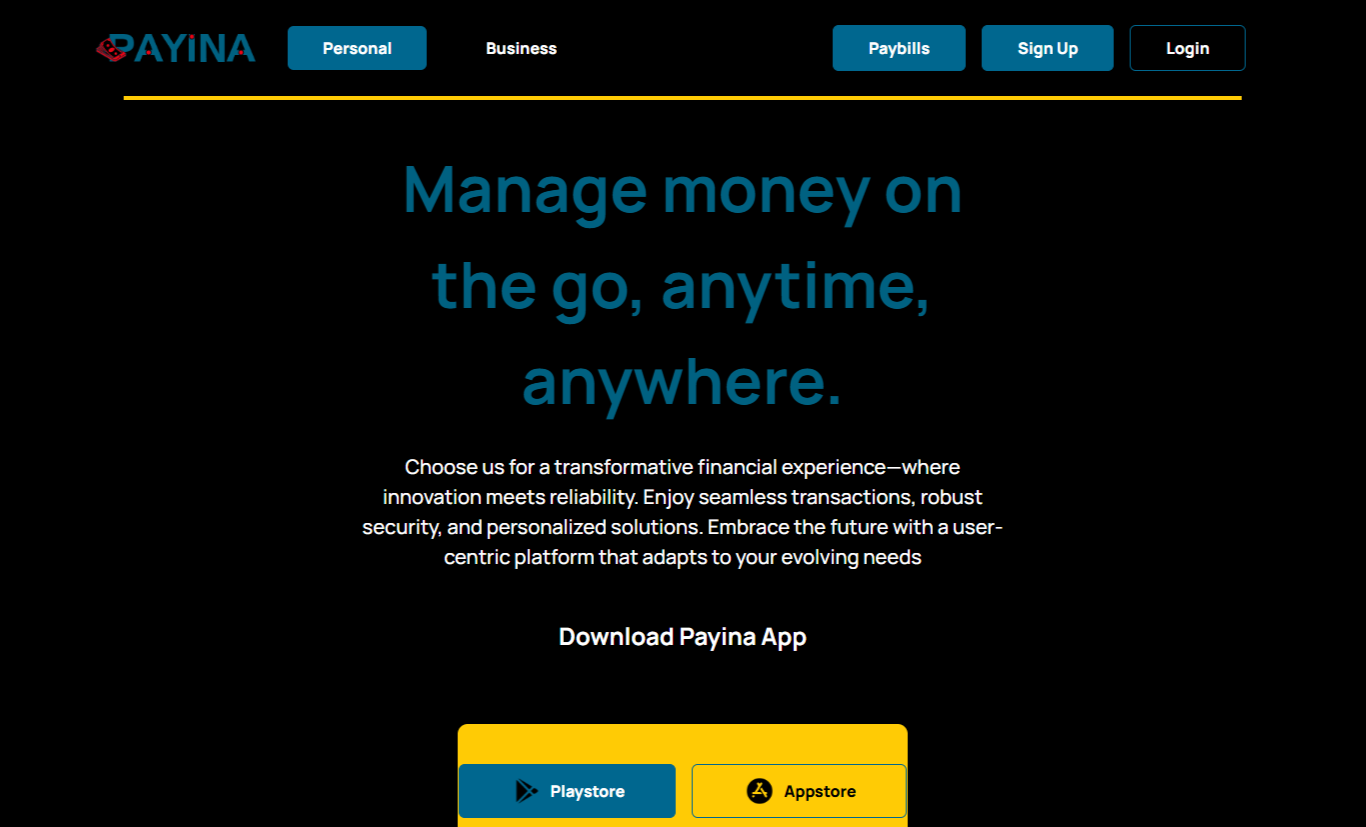 PAYiNA
Personal
Business
Paybills
Sign Up
Login
Manage money on
the go, anytime,
anywhere.
Choose us for a transformative financial experience—where
innovation meets reliability. Enjoy seamless transactions, robust
security, and personalized solutions. Embrace the future with a user-
centric platform that adapts to your evolving needs
Download Payina App
Playstore
Appstore